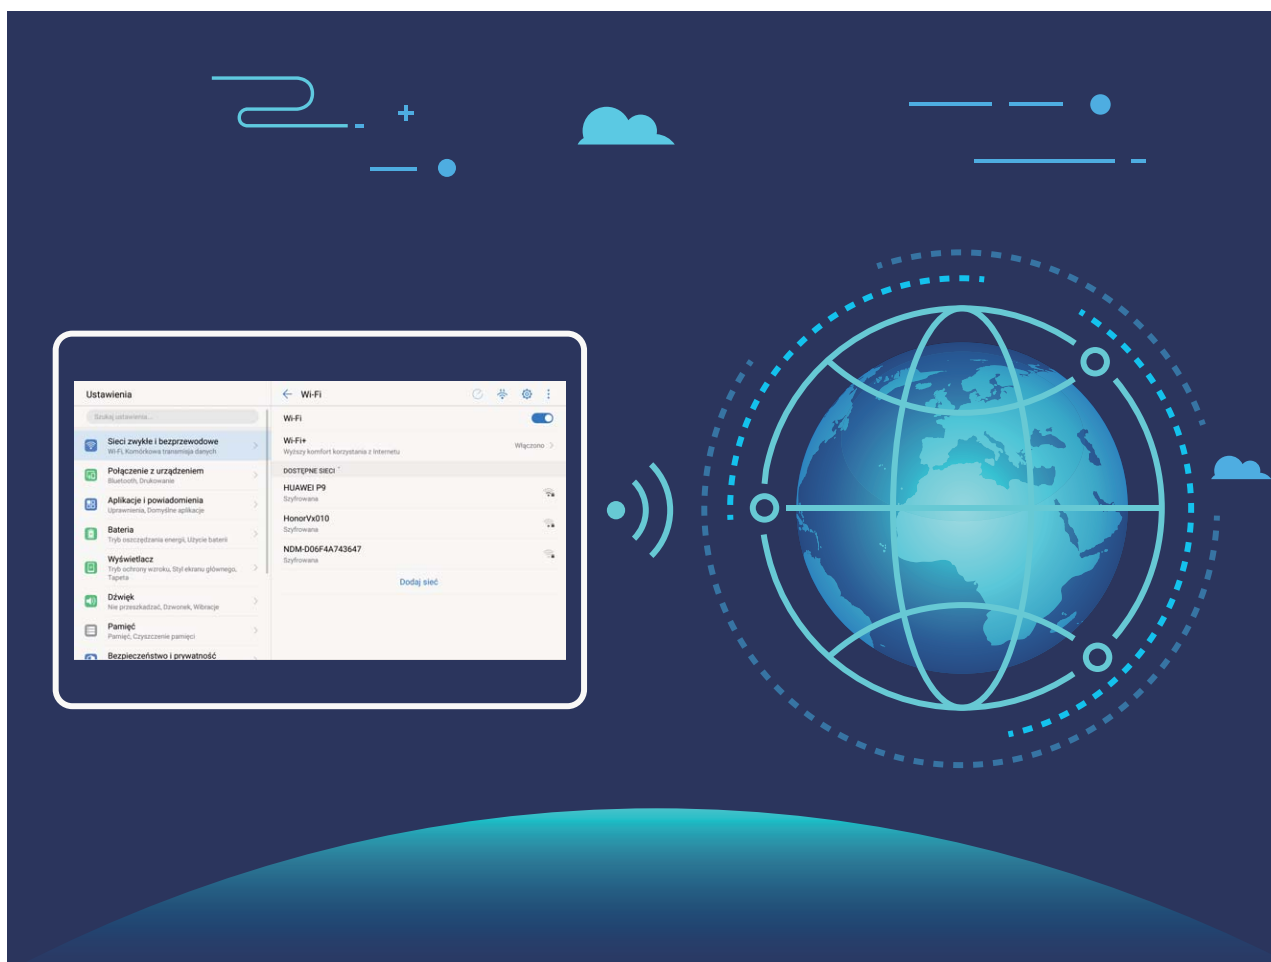 Ustawienia
Szukaj ustawienia...
Sieci zwykłe i bezprzewodowe
Wi-Fi, Komórkowa transmisja danych
Połączenie z urządzeniem
Bluetooth, Drukowanie
Aplikacje i powiadomienia
Uprawnienia, Domyślne aplikacje
Bateria
Tryb oszczędzania energii, Użycie baterii
Wyświetlacz
Tryb ochrony wzroku, Styl ekranu głównego,
Tapeta
Dźwięk
Nie przeszkadzać, Dzwonek, Wibracje
Pamięć
Pamięć, Czyszczenie pamięci
Bezpieczeństwo i prywatność
Wi-Fi
Wi-Fi
Wi-Fi+
Wyższy komfort korzystania z Internetu
Włączono
DOSTĘPNE SIECI
HUAWEI P9
Szyfrowana
HonorVx010
Szyfrowana
NDM-D06F4A743647
Szyfrowana
Dodaj sieć